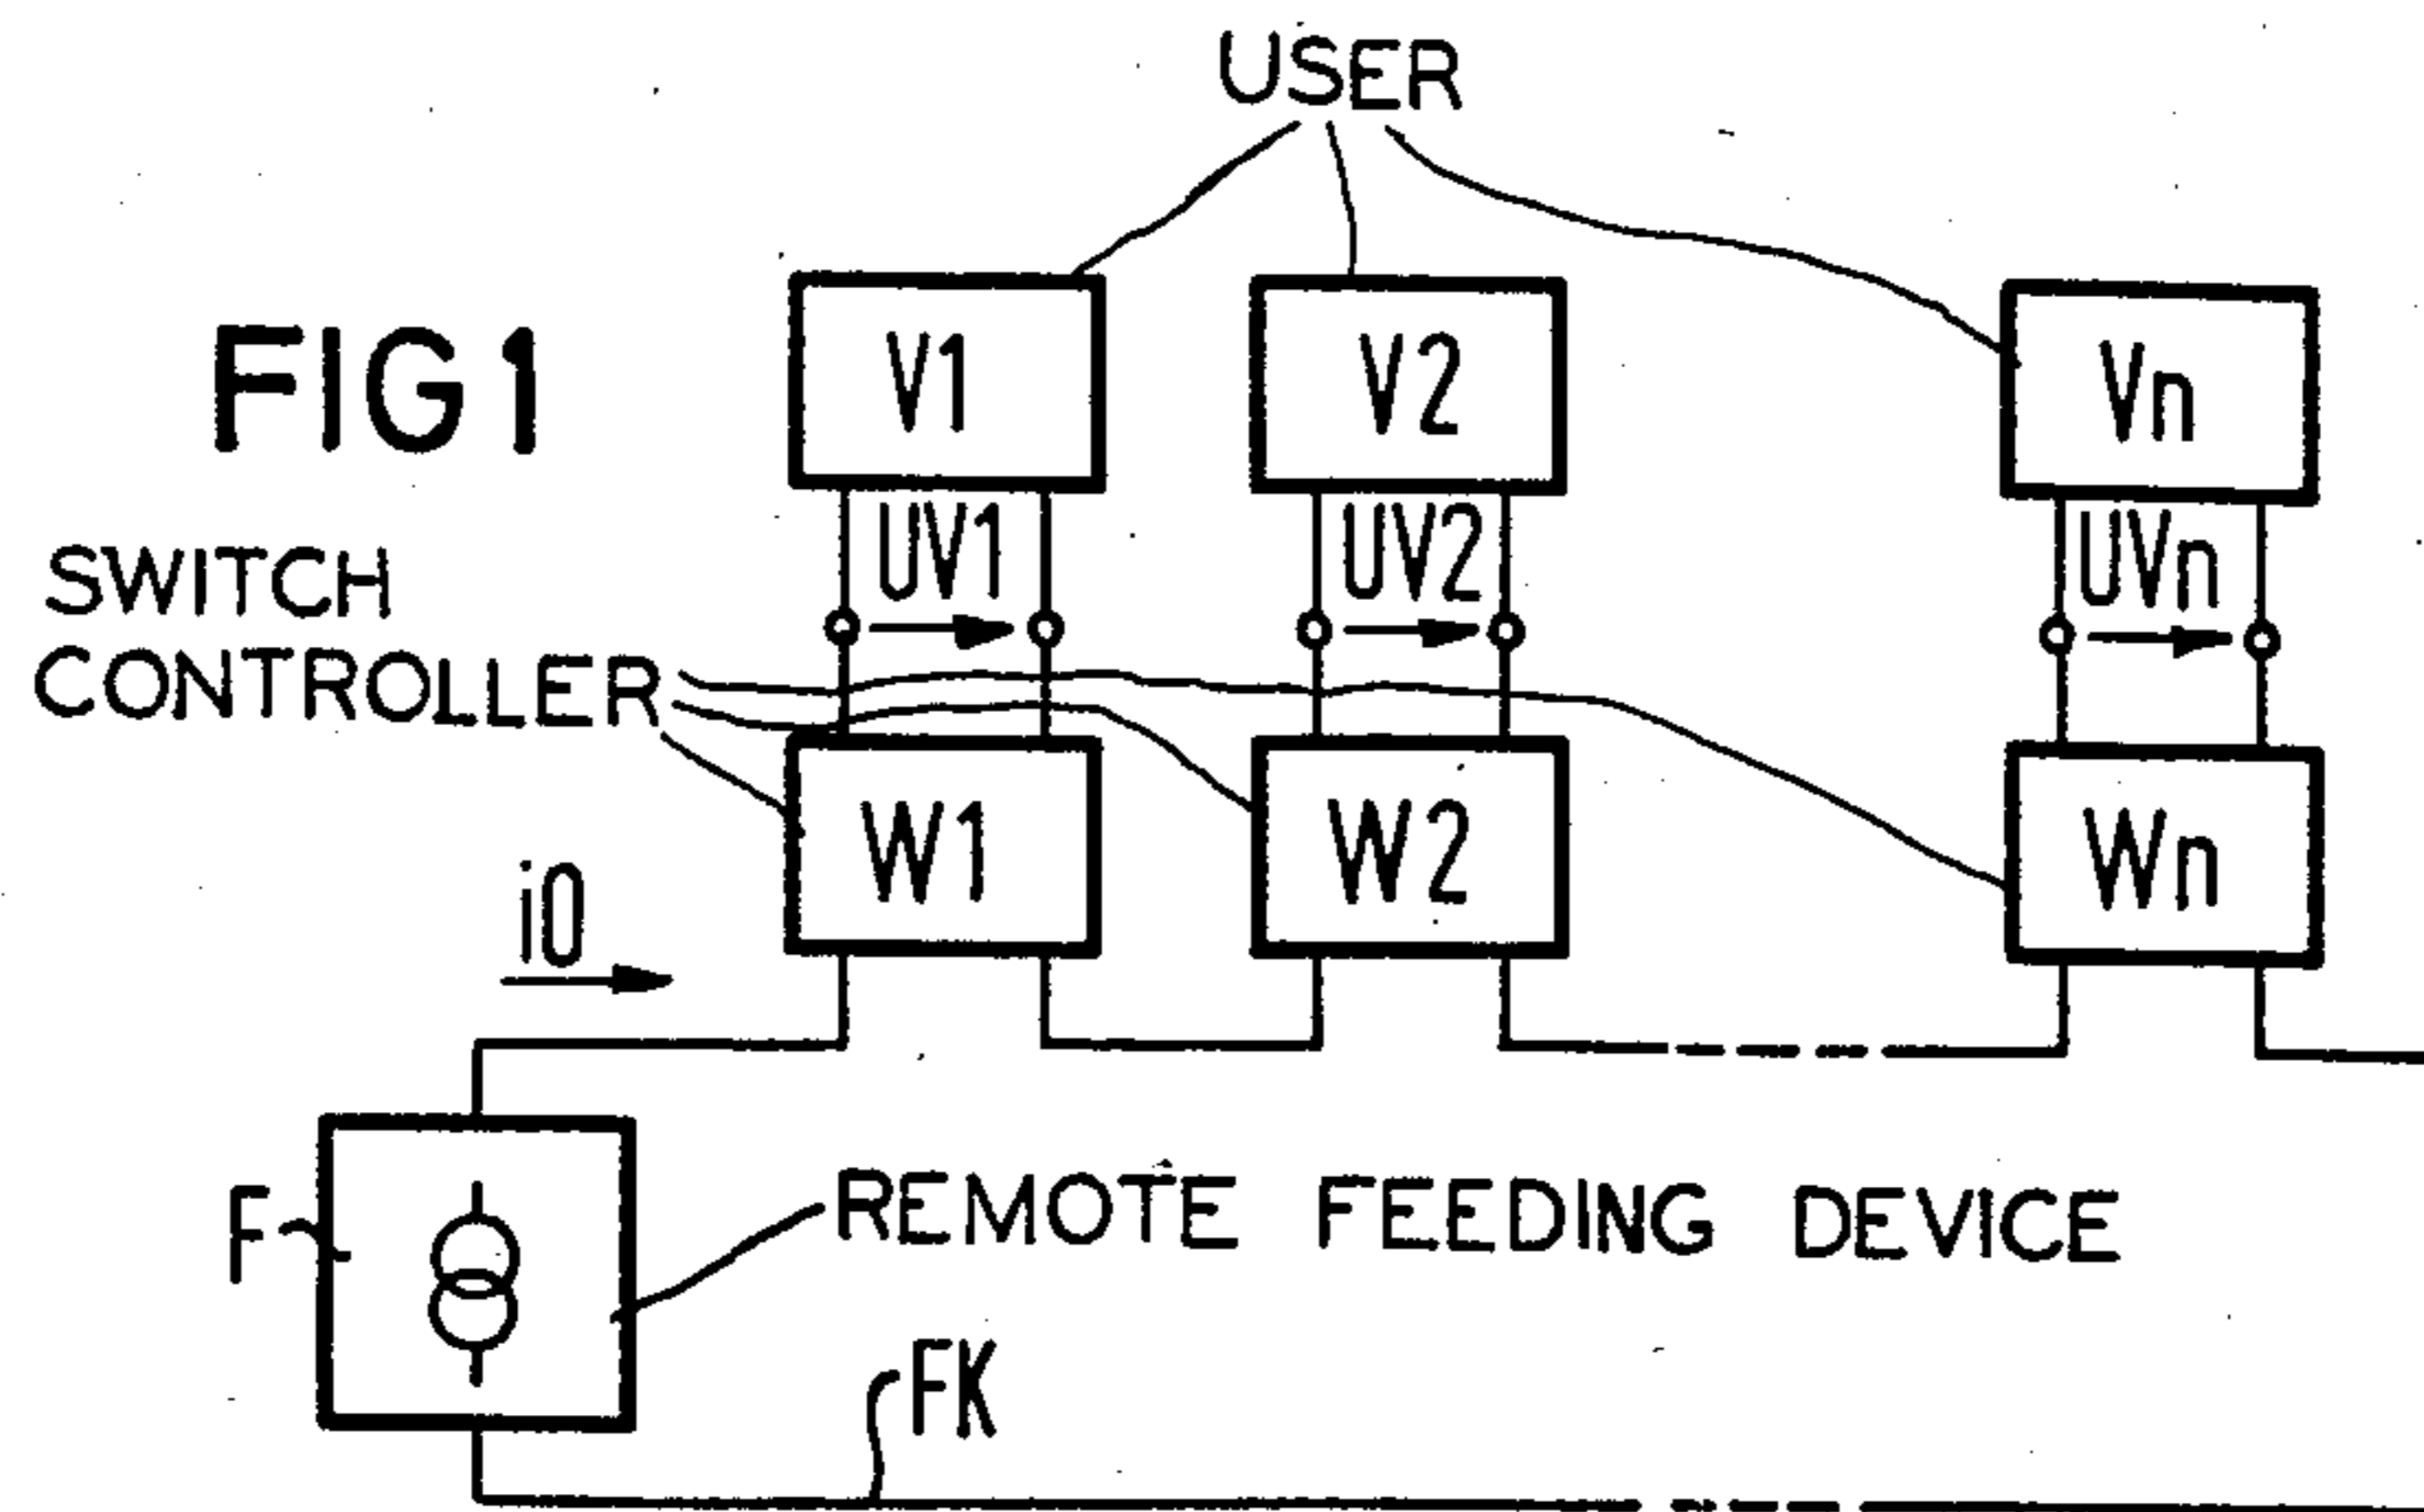 USER
FIG1
V1
V2
Vn
UV1
UV2
UVn
SWITCH
CONTROLLER
W1
W2
Wn
i0
F
REMOTE FEEDING DEVICE
FK